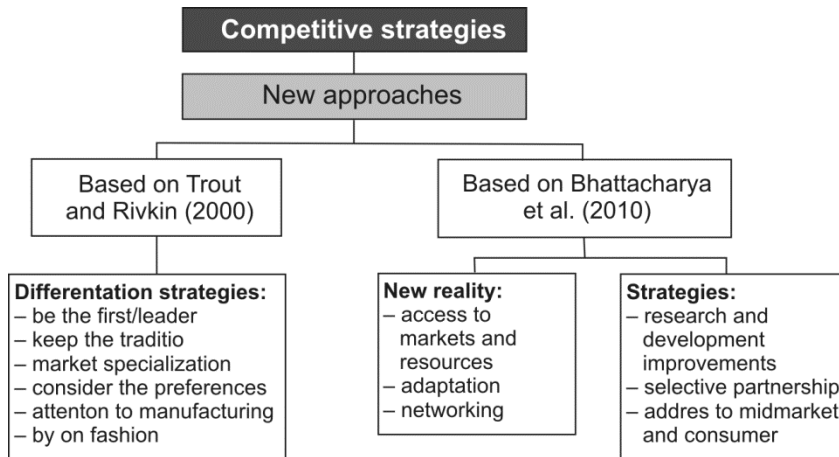 Competitive strategies
New approaches
Based on Trout
and Rivkin (2000)
Based on Bhattacharya
et al. (2010)
Differentation strategies:
– be the first/leader
– keep the traditio
– market specialization
– consider the preferences
– attenton to manufacturing
– by on fashion
New reality:
– access to
markets and
resources
– adaptation
– networking
Strategies:
– research and
development
improvements
– selective partnership
– addres to midmarket
and consumer